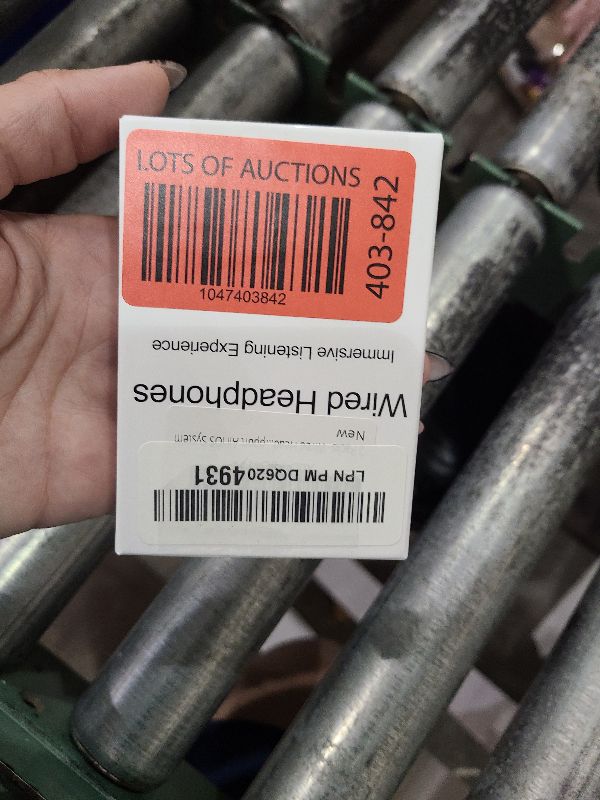 LOTS OF AUCTIONS
403-842
1047403842
Immersive Listening Experience
Wired Headphones
New
LPN PM DQ6204931